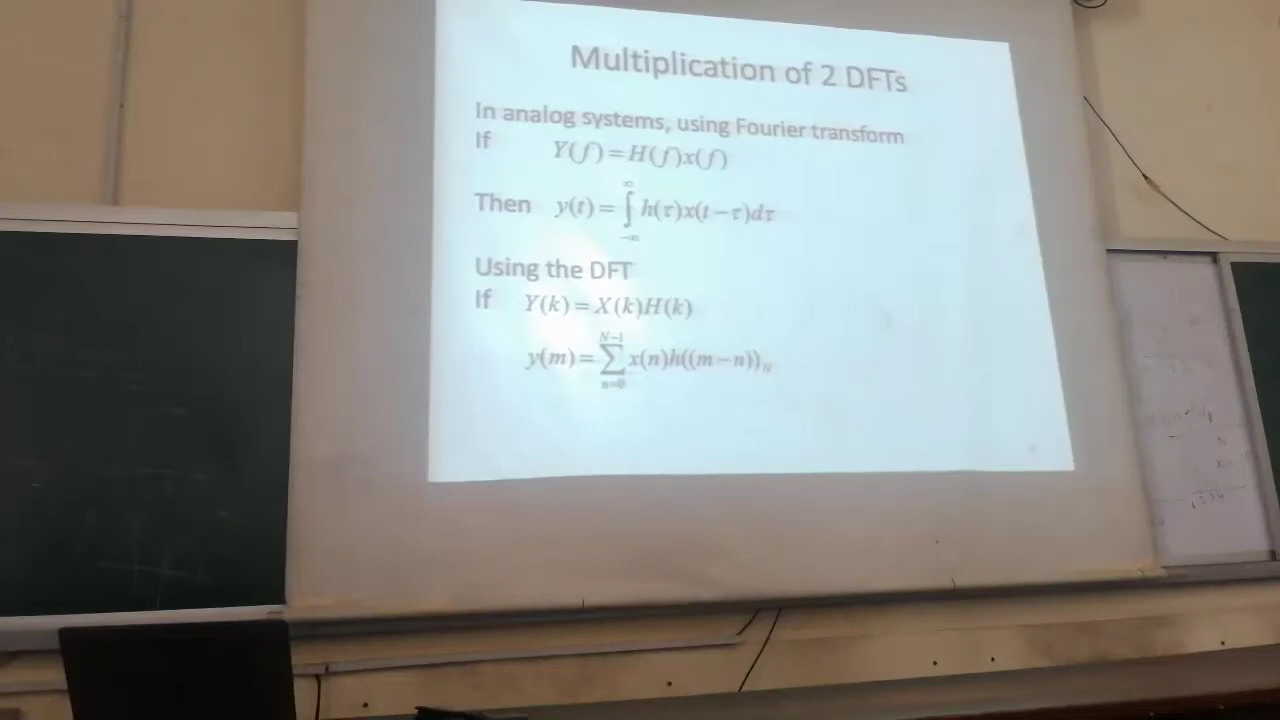 Multiplication of 2 DFTs
In analog systems, using Fourier transform
If Y(f)=H(f)x(f)
Then y(t)=∫_{-∞}^{∞} h(τ)x(t−τ)dτ
Using the DFT
If Y(k)=X(k)H(k)
y(m)=∑_{n=0}^{N−1} x(n)h((m−n))_N